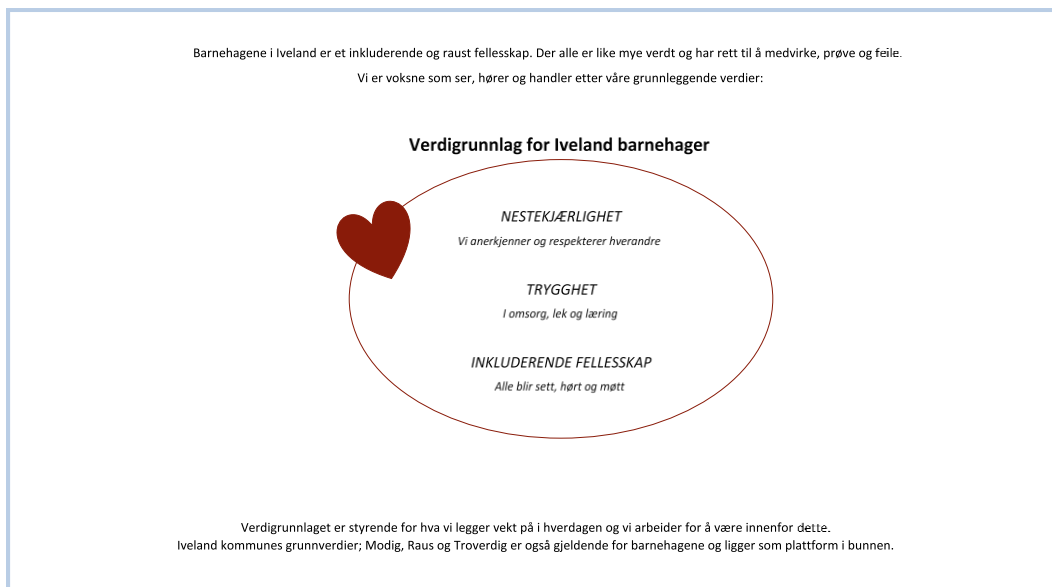 Barnehagene i Iveland er et inkluderende og raust fellesskap. Der alle er like mye verdt og har rett til å medvirke, prøve og feile.
Vi er voksne som ser, hører og handler etter våre grunnleggende verdier:
Verdigrunnlag for Iveland barnehager
NESTEKJÆRLIGHET
Vi anerkjenner og respekterer hverandre
TRYGGHET
I omsorg, lek og læring
INKLUDERENDE FELLESSKAP
Alle blir sett, hørt og møtt
Verdigrunnlaget er styrende for hva vi legger vekt på i hverdagen og vi arbeider for å være innenfor dette.
Iveland kommunes grunnverdier; Modig, Raus og Troverdig er også gjeldende for barnehagene og ligger som plattform i bunnen.